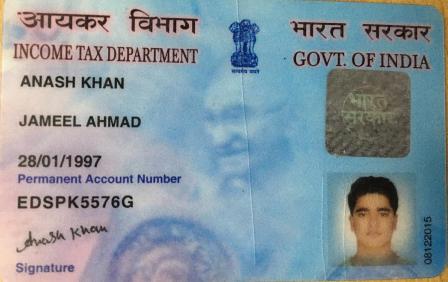 आयकर विभाग
INCOME TAX DEPARTMENT
भारत सरकार
GOVT. OF INDIA
सत्यमेव जयते
ANASH KHAN
JAMEEL AHMAD
भारत
सरकार
28/01/1997
Permanent Account Number
EDSPK5576G
Anash Khan
Signature
08122015